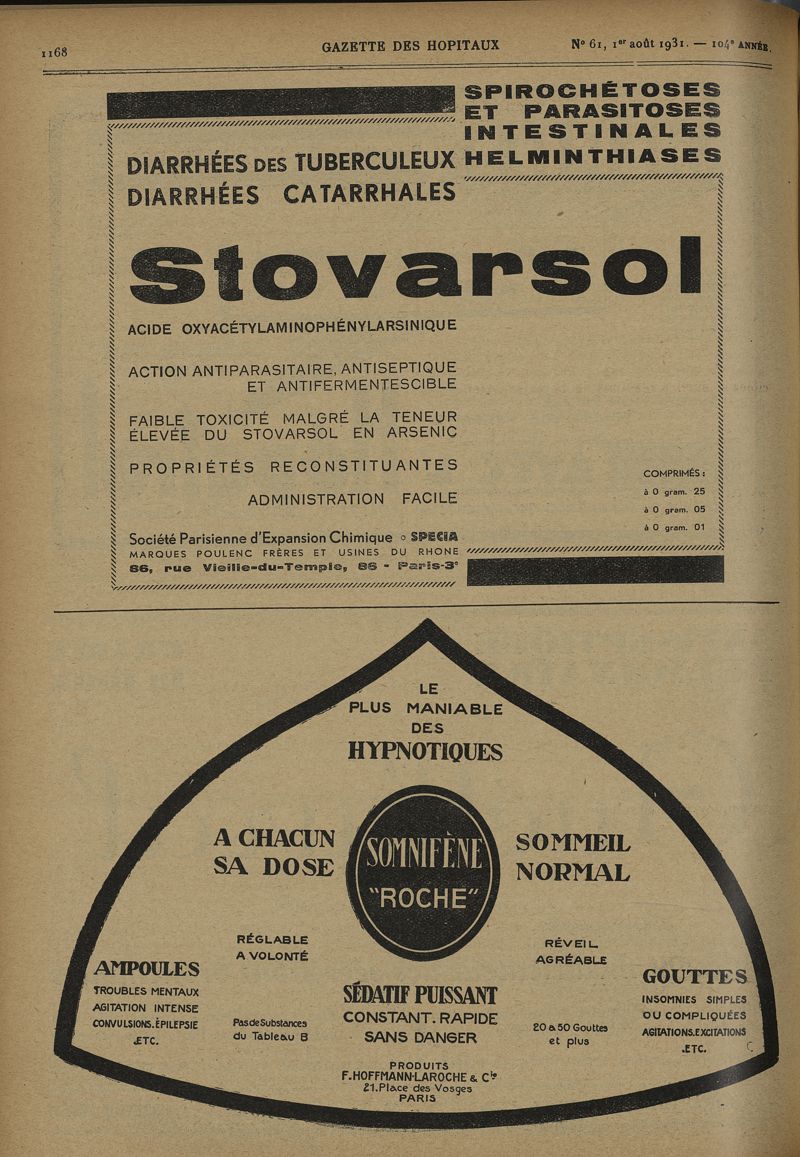 1168
GAZETTE DES HOPITAUX
N° 61, 1er août 1931. — 104e ANNÉE.
SPIROCHÉTOSES
ET PARASITOSES
INTESTINALES
HELMINTHIASES
DIARRHÉES DES TUBERCULEUX
DIARRHÉES CATARRHALES
Stovarsol
ACIDE OXYACÉTYLAMINOPHÉNYLARSINIQUE
ACTION ANTIPARASITAIRE, ANTISEPTIQUE
ET ANTIFERMENTESCIBLE
FAIBLE TOXICITÉ MALGRÉ LA TENEUR
ÉLEVÉE DU STOVARSOL EN ARSENIC
PROPRIÉTÉS RECONSTITUANTES
ADMINISTRATION FACILE
COMPRIMÉS :
à 0 gram. 25
à 0 gram. 05
à 0 gram. 01
Société Parisienne d'Expansion Chimique o SPECIA
MARQUES POULENC FRÈRES ET USINES DU RHONE
86, rue Vieille-du-Temple, 86 - Paris-3e
LE
PLUS MANIABLE
DES
HYPNOTIQUES
A CHACUN
SA DOSE
SOMNIFÈNE
"ROCHE"
SOMMEIL
NORMAL
RÉGLABLE
A VOLONTÉ
RÉVEIL
AGRÉABLE
AMPOULES
TROUBLES MENTAUX
AGITATION INTENSE
CONVULSIONS.ÉPILEPSIE
.ETC.
Pas de Substances
du Tableau B
SÉDATIF PUISSANT
CONSTANT. RAPIDE
SANS DANGER
20 à 50 Gouttes
et plus
GOUTTES
INSOMNIES SIMPLES
OU COMPLIQUÉES
AGITATIONS.EXCITATIONS
.ETC.
PRODUITS
F.HOFFMANN-LAROCHE & Cie
21.Place des Vosges
PARIS